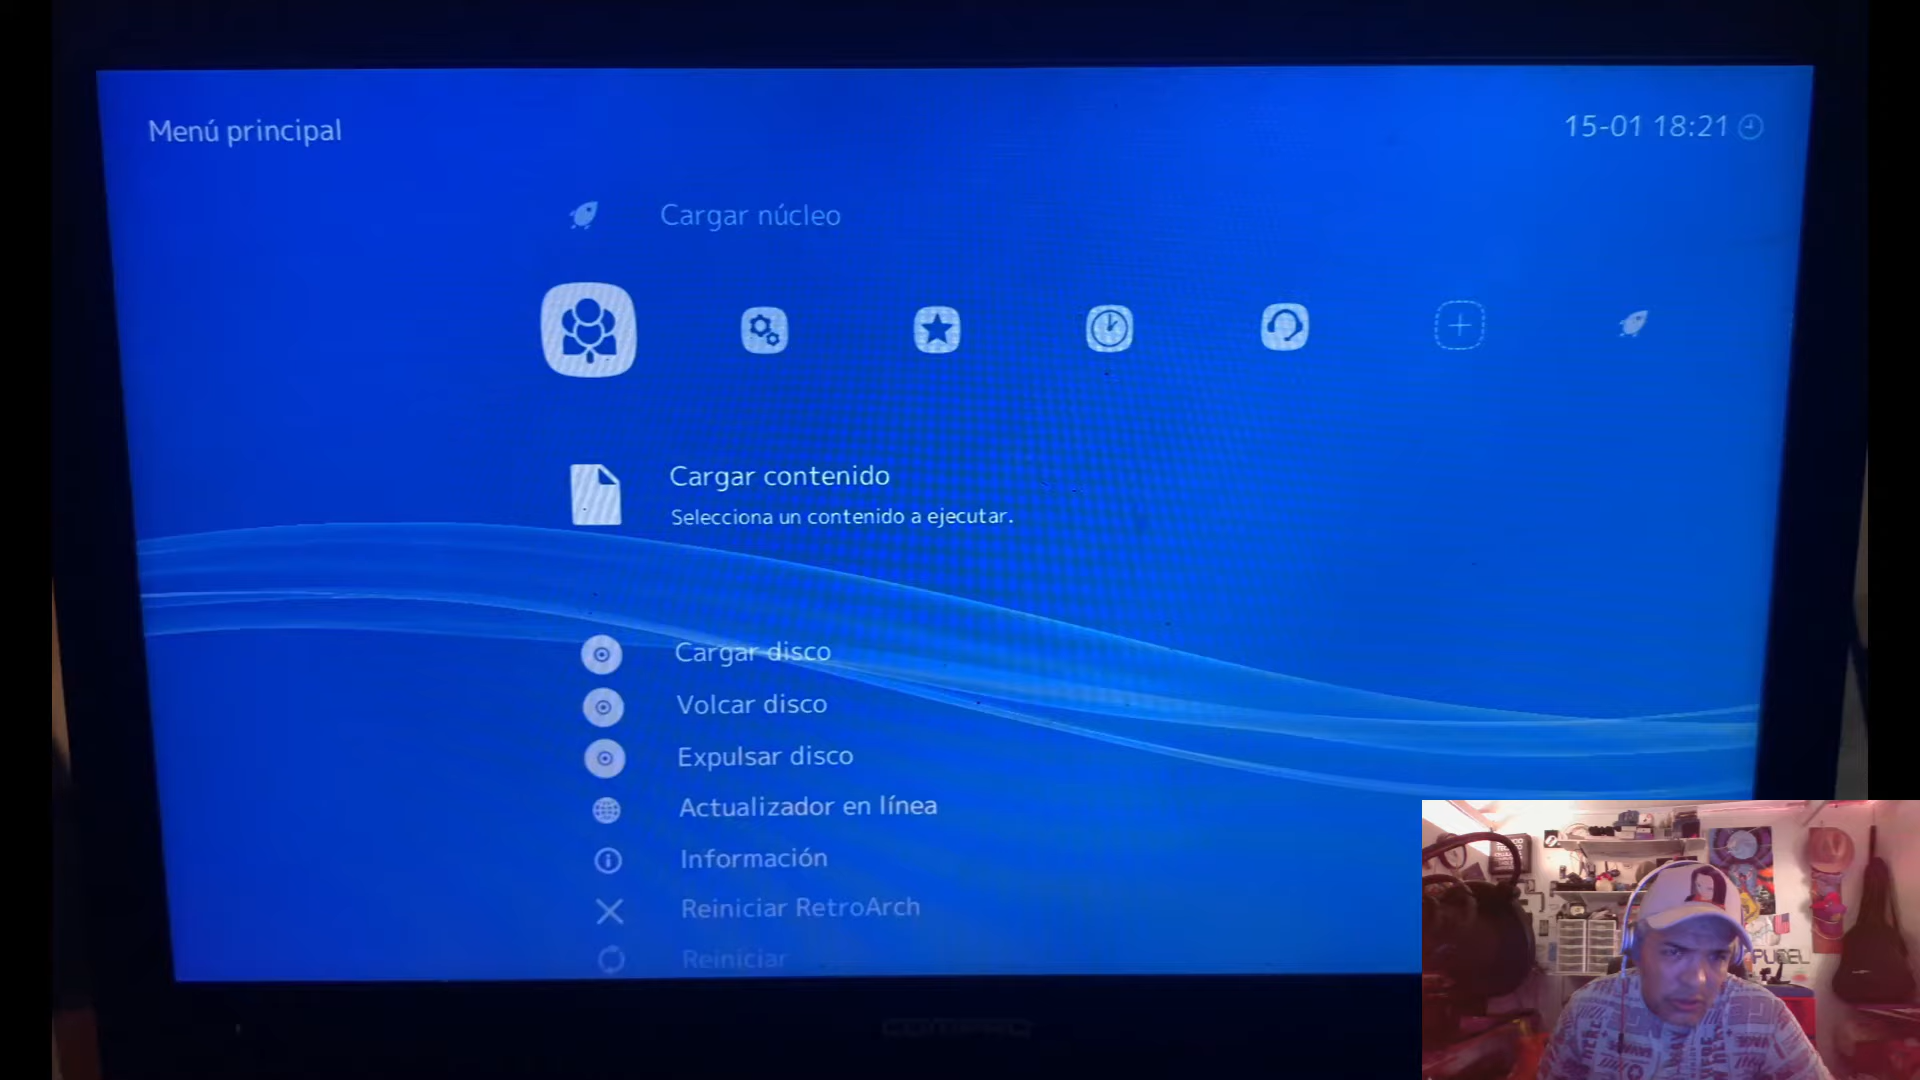 Menú principal
15-01 18:21
Cargar núcleo
Cargar contenido
Selecciona un contenido a ejecutar.
Cargar disco
Volcar disco
Expulsar disco
Actualizador en línea
Información
Reiniciar RetroArch
Reiniciar